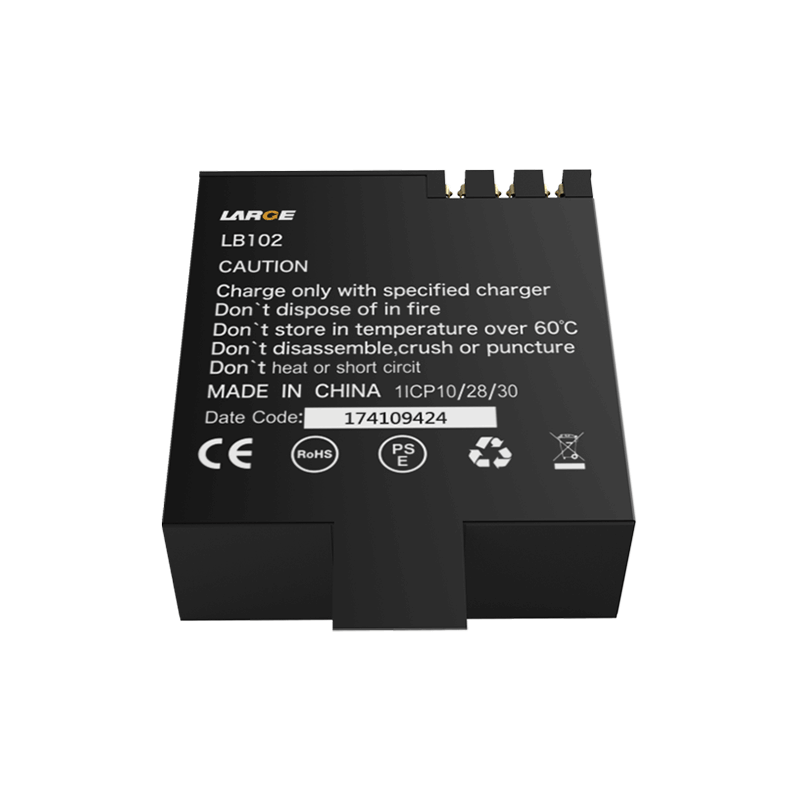 LARGE
LB102
CAUTION
Charge only with specified charger
Don`t dispose of in fire
Don`t store in temperature over 60℃
Don`t disassemble,crush or puncture
Don`t heat or short circit
MADE IN CHINA 1ICP10/28/30
Date Code: 174109424
CE RoHS PS E